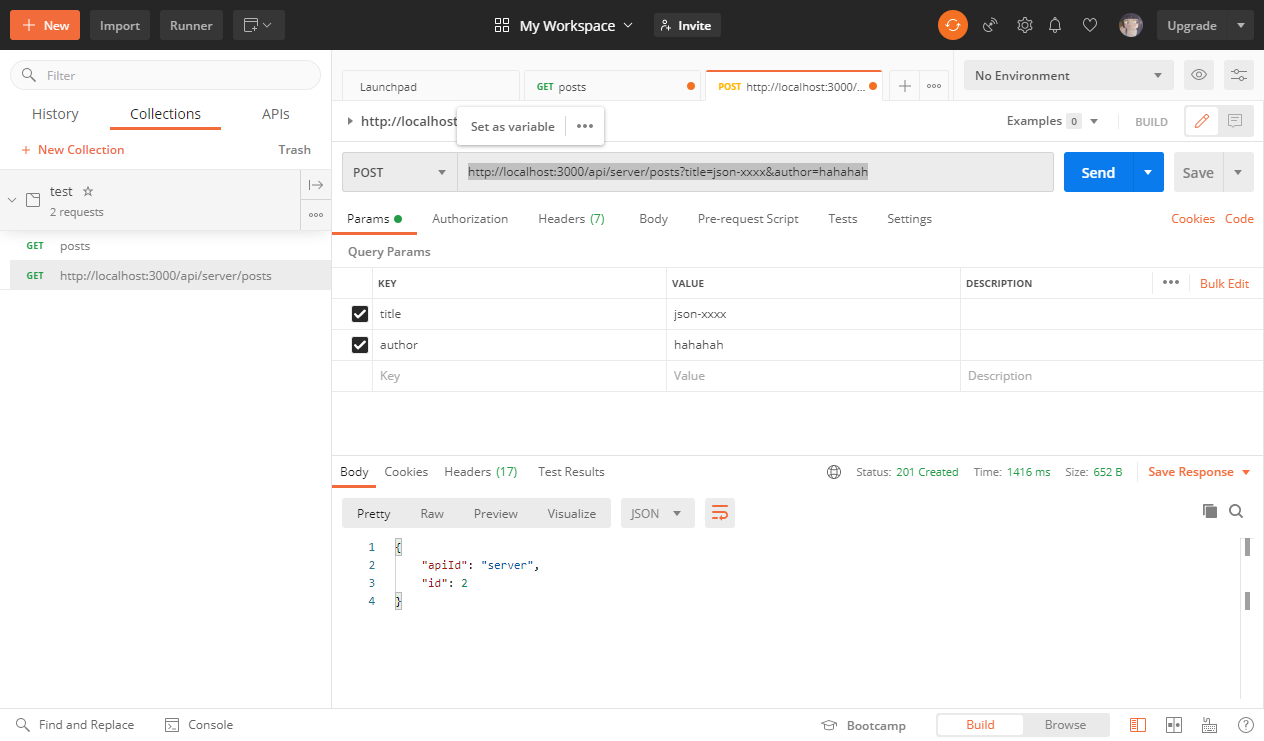 New Import Runner My Workspace Invite Upgrade
Filter
History Collections APIs
New Collection Trash
test
2 requests
GET posts
GET http://localhost:3000/api/server/posts
Launchpad GET posts POST http://localhost:3000/... No Environment
http://localhost Set as variable Examples 0 BUILD
POST http://localhost:3000/api/server/posts?title=json-xxxx&author=hahahah Send Save
Params Authorization Headers (7) Body Pre-request Script Tests Settings Cookies Code
Query Params
KEY VALUE DESCRIPTION Bulk Edit
title json-xxxx
author hahahah
Key Value Description
Body Cookies Headers (17) Test Results Status: 201 Created Time: 1416 ms Size: 652 B Save Response
Pretty Raw Preview Visualize JSON
1 {
2 "apiId": "server",
3 "id": 2
4 }
Find and Replace Console Bootcamp Build Browse